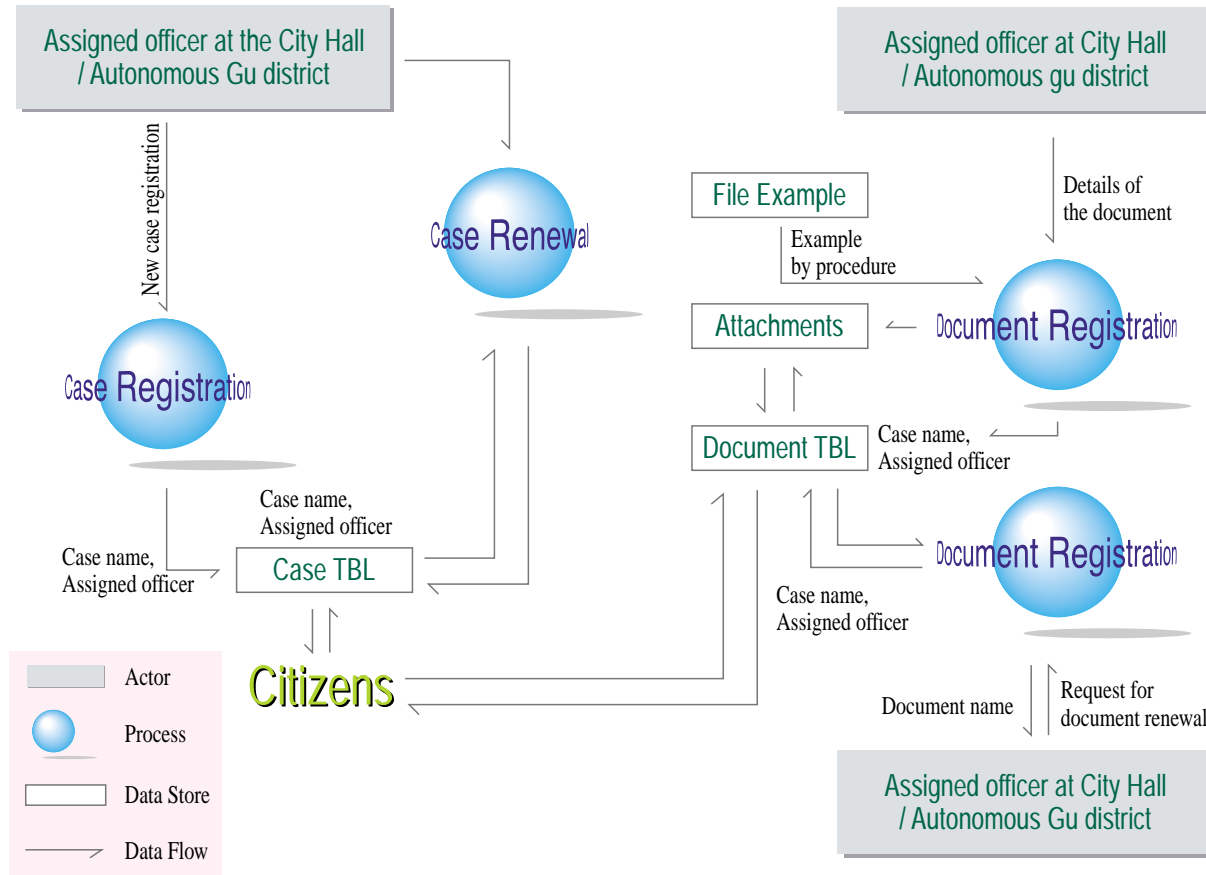 Assigned officer at the City Hall
/ Autonomous Gu district
Assigned officer at City Hall
/ Autonomous gu district
New case registration
Case Renewal
File Example
Details of
the document
Example
by procedure
Case Registration
Attachments
Document Registration
Document TBL
Case name,
Assigned officer
Case name,
Assigned officer
Case name,
Assigned officer
Case TBL
Document Registration
Case name,
Assigned officer
Citizens
Document name
Request for
document renewal
Assigned officer at City Hall
/ Autonomous Gu district
Actor
Process
Data Store
Data Flow